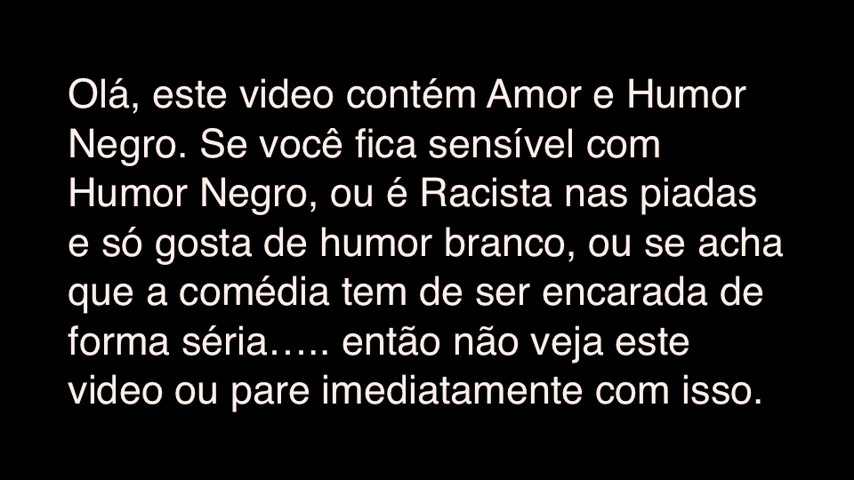 Olá, este video contém Amor e Humor
Negro. Se você fica sensível com
Humor Negro, ou é Racista nas piadas
e só gosta de humor branco, ou se acha
que a comédia tem de ser encarada de
forma séria….. então não veja este
video ou pare imediatamente com isso.